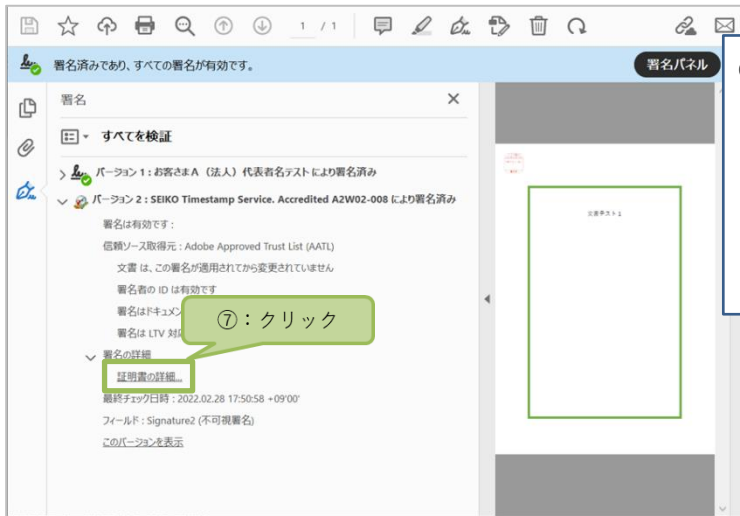 1 / 1
署名済みであり、すべての署名が有効です。
署名パネル
署名
すべてを検証
バージョン 1 : お客さまA （法人）代表者名テスト により署名済み
バージョン 2 : SEIKO Timestamp Service. Accredited A2W02-008 により署名済み
署名は有効です :
信頼ソース取得元 : Adobe Approved Trust List (AATL)
文書 は、この署名が適用されてから変更されていません
署名者の ID は有効です
署名はドキュメン
署名は LTV 対応
⑦：クリック
署名の詳細
証明書の詳細...
最終チェック日時 : 2022.02.28 17:50:58 +09'00'
フィールド : Signature2 (不可視署名)
このバージョンを表示
文書テスト1